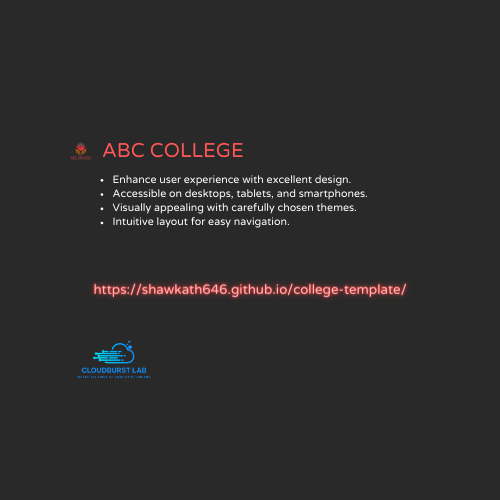 ABC COLLEGE
• Enhance user experience with excellent design.
• Accessible on desktops, tablets, and smartphones.
• Visually appealing with carefully chosen themes.
• Intuitive layout for easy navigation.
https://shawkath646.github.io/college-template/
CLOUDBURST LAB